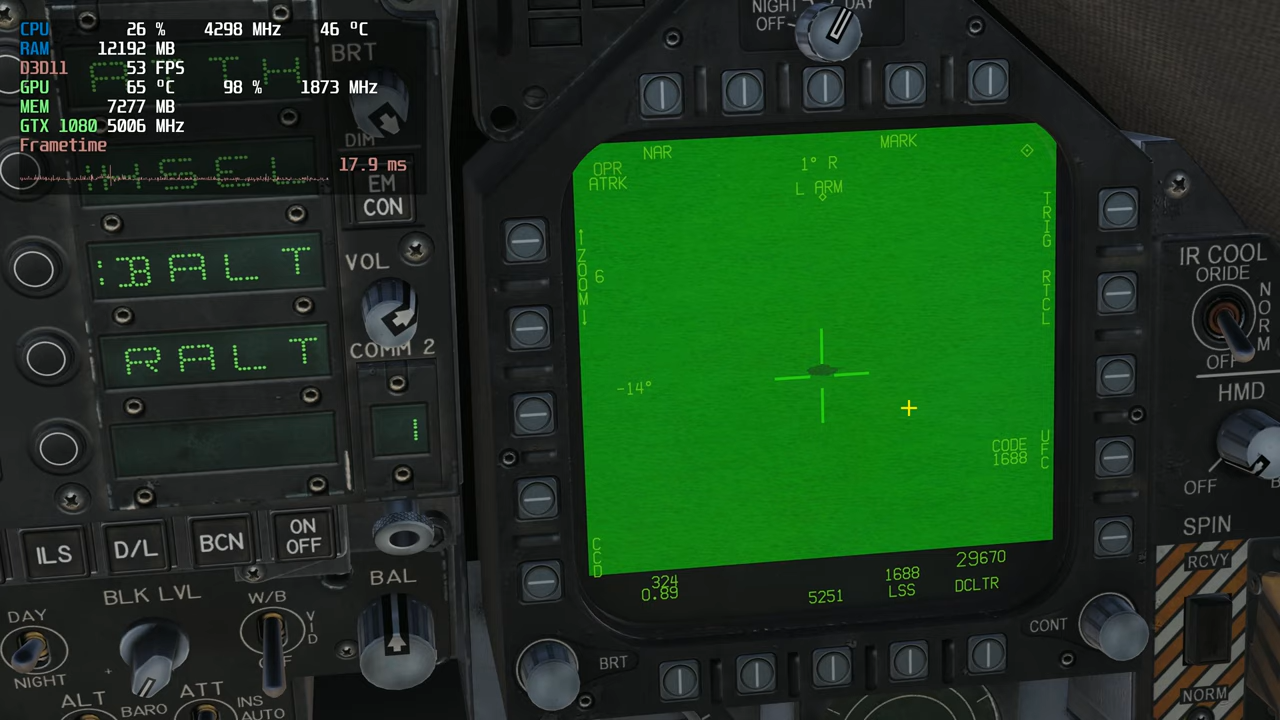 CPU 26 % 4298 MHz 46 ºC
RAM 12192 MB
D3D11 53 FPS
GPU 65 ºC 98 % 1873 MHz
MEM 7277 MB
GTX 1080 5006 MHz
Frametime
17.9 ms
BRT
DIM
EM
CON
VOL
COMM 2
1
:BALT
RALT
ILS
D/L
BCN
ON
OFF
BAL
BLK LVL
W/B
VID
DAY
NIGHT
ALT
BARO
ATT
INS
AUTO
NIGHT
DAY
OFF
NAR
MARK
OPR
ATRK
1° R
L ARM
TRIG
RTCL
↑ZOOM↓
6
-14°
CODE
1688
UFC
CCD
324
0.89
5251
1688
LSS
29670
DCLTR
BRT
CONT
IR COOL
ORIDE
NORM
OFF
HMD
OFF
SPIN
RCVY
NORM